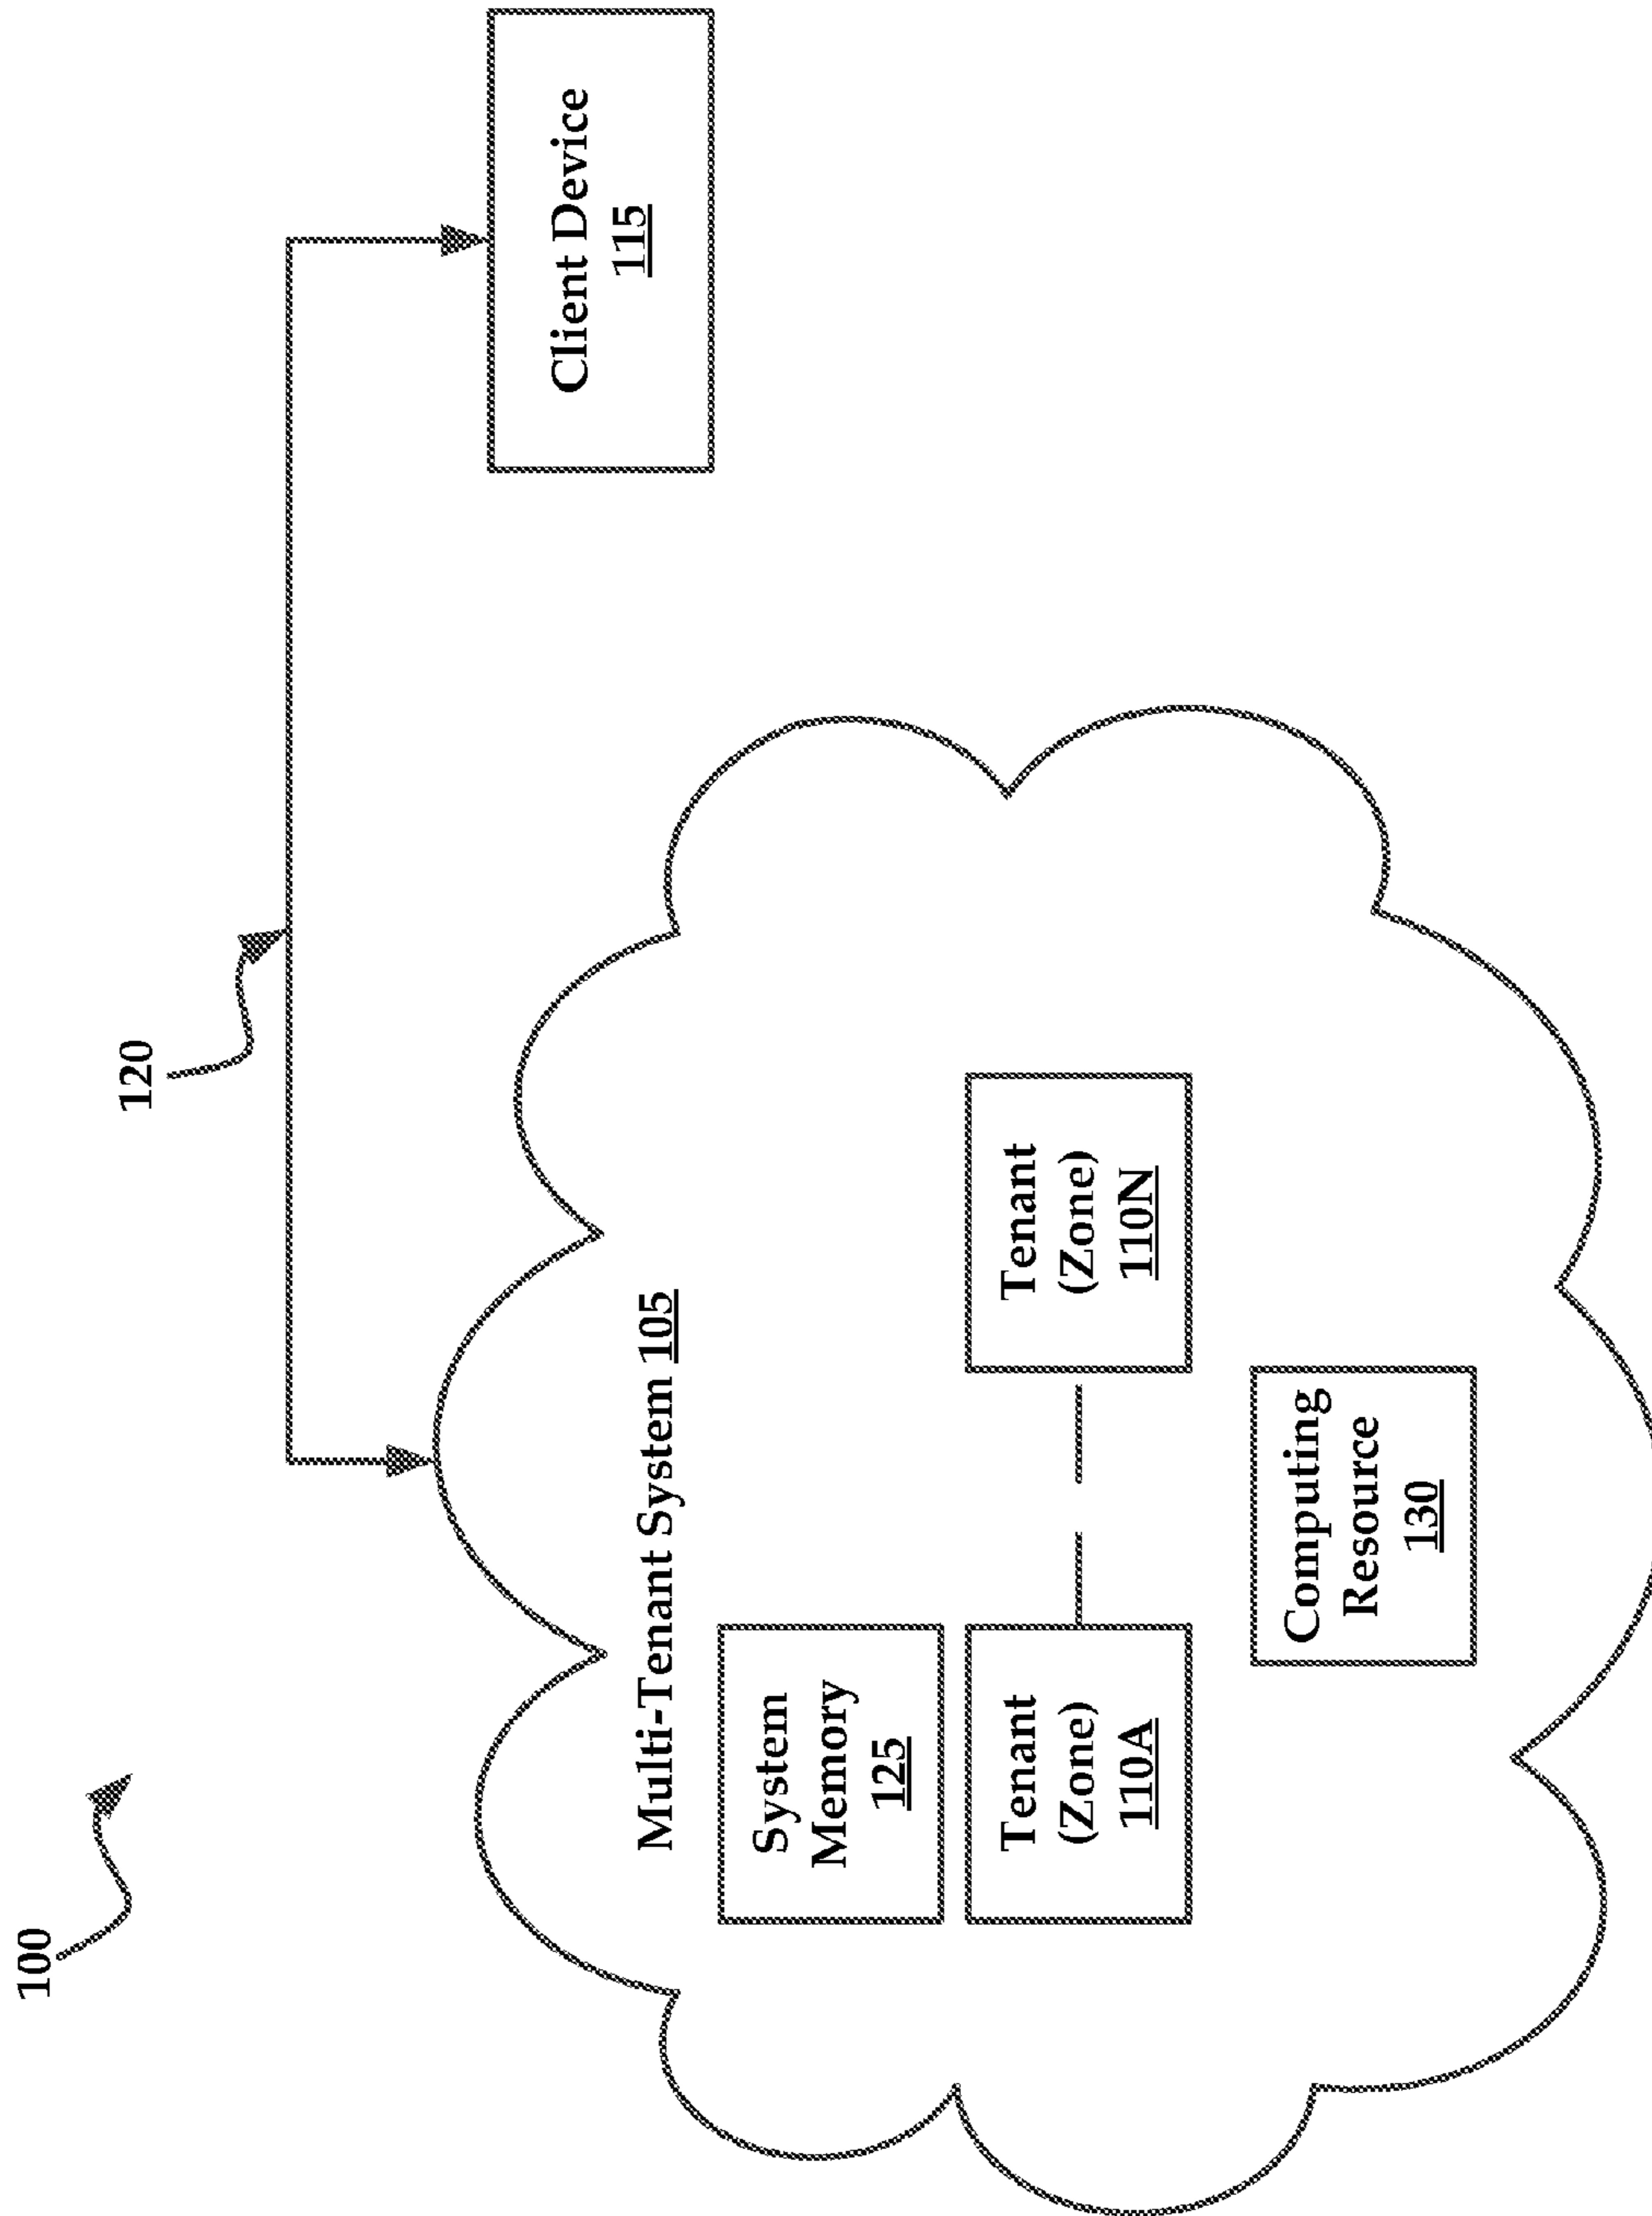 100
120
Client Device
115
Multi-Tenant System 105
System
Memory
125
Tenant
(Zone)
110A
Tenant
(Zone)
110N
Computing
Resource
130